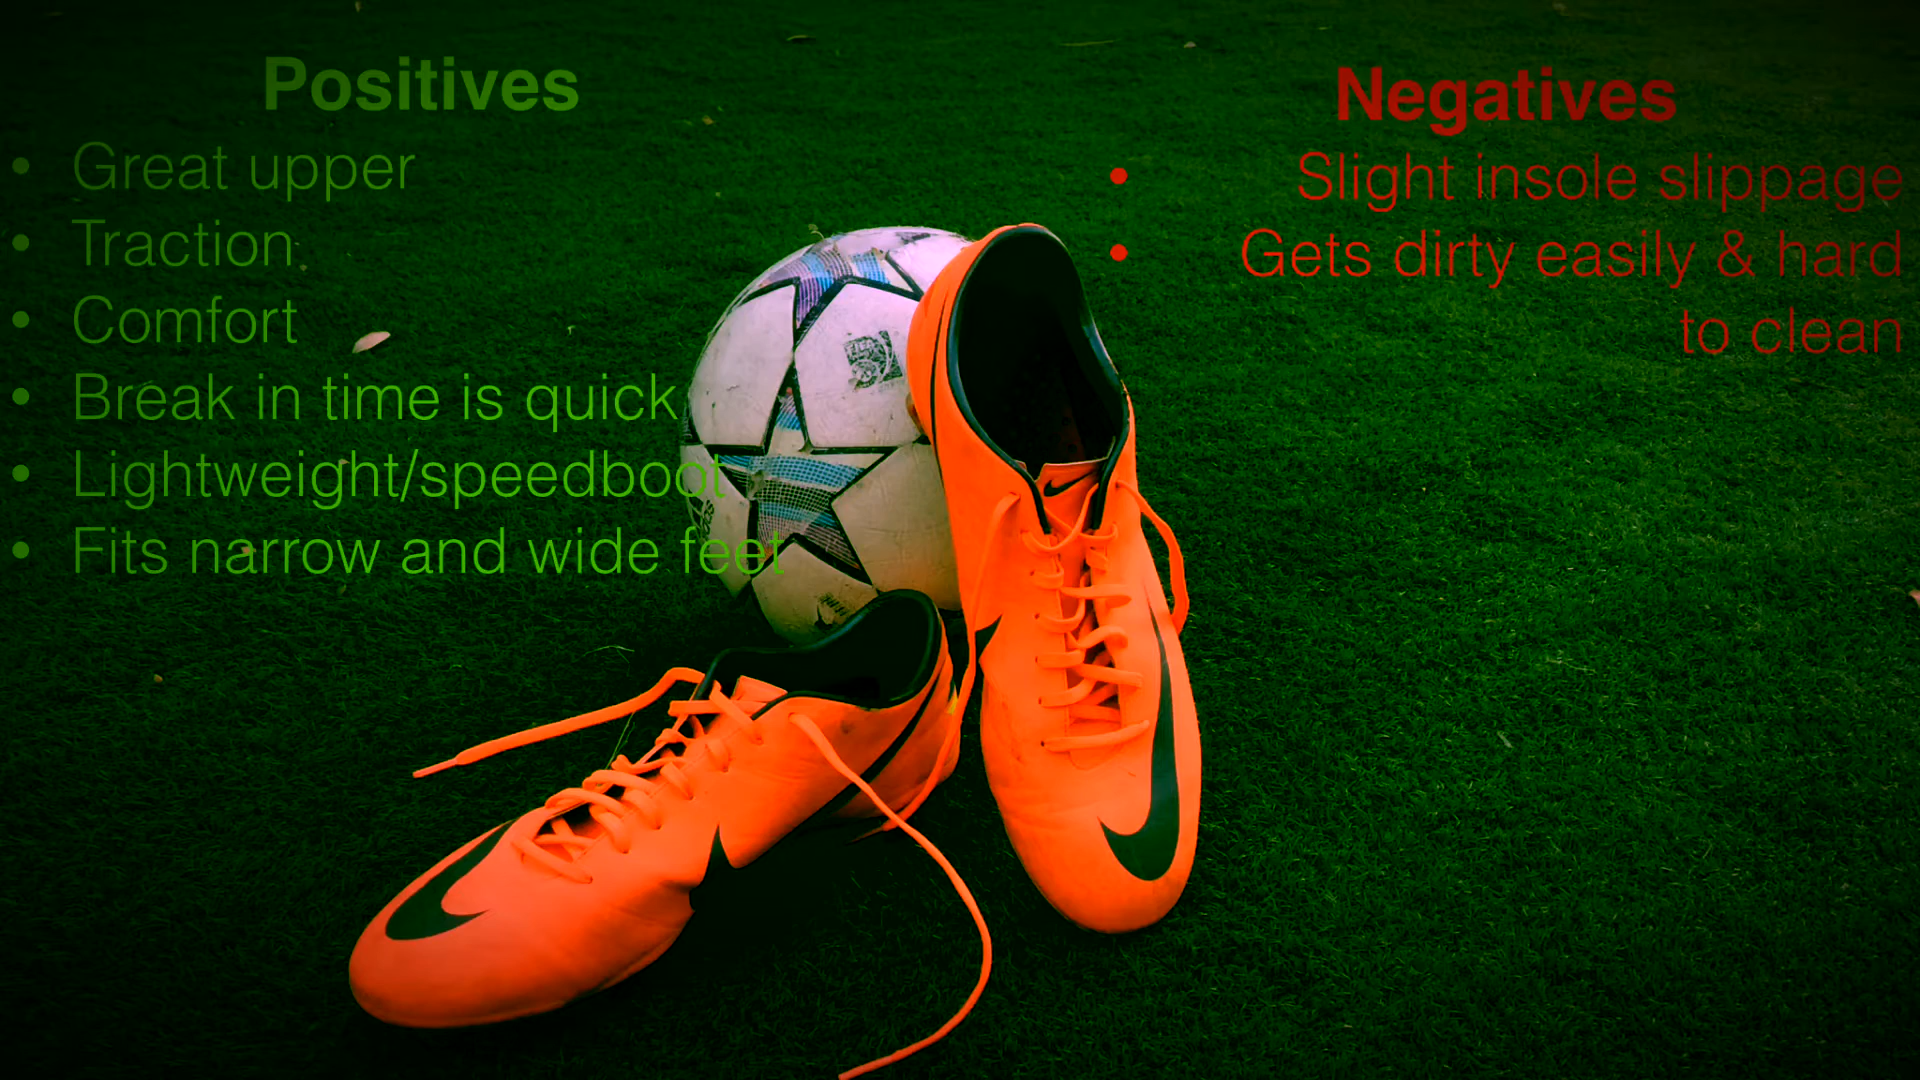 Positives
• Great upper
• Traction
• Comfort
• Break in time is quick
• Lightweight/speedboot
• Fits narrow and wide feet
Negatives
• Slight insole slippage
• Gets dirty easily & hard
to clean